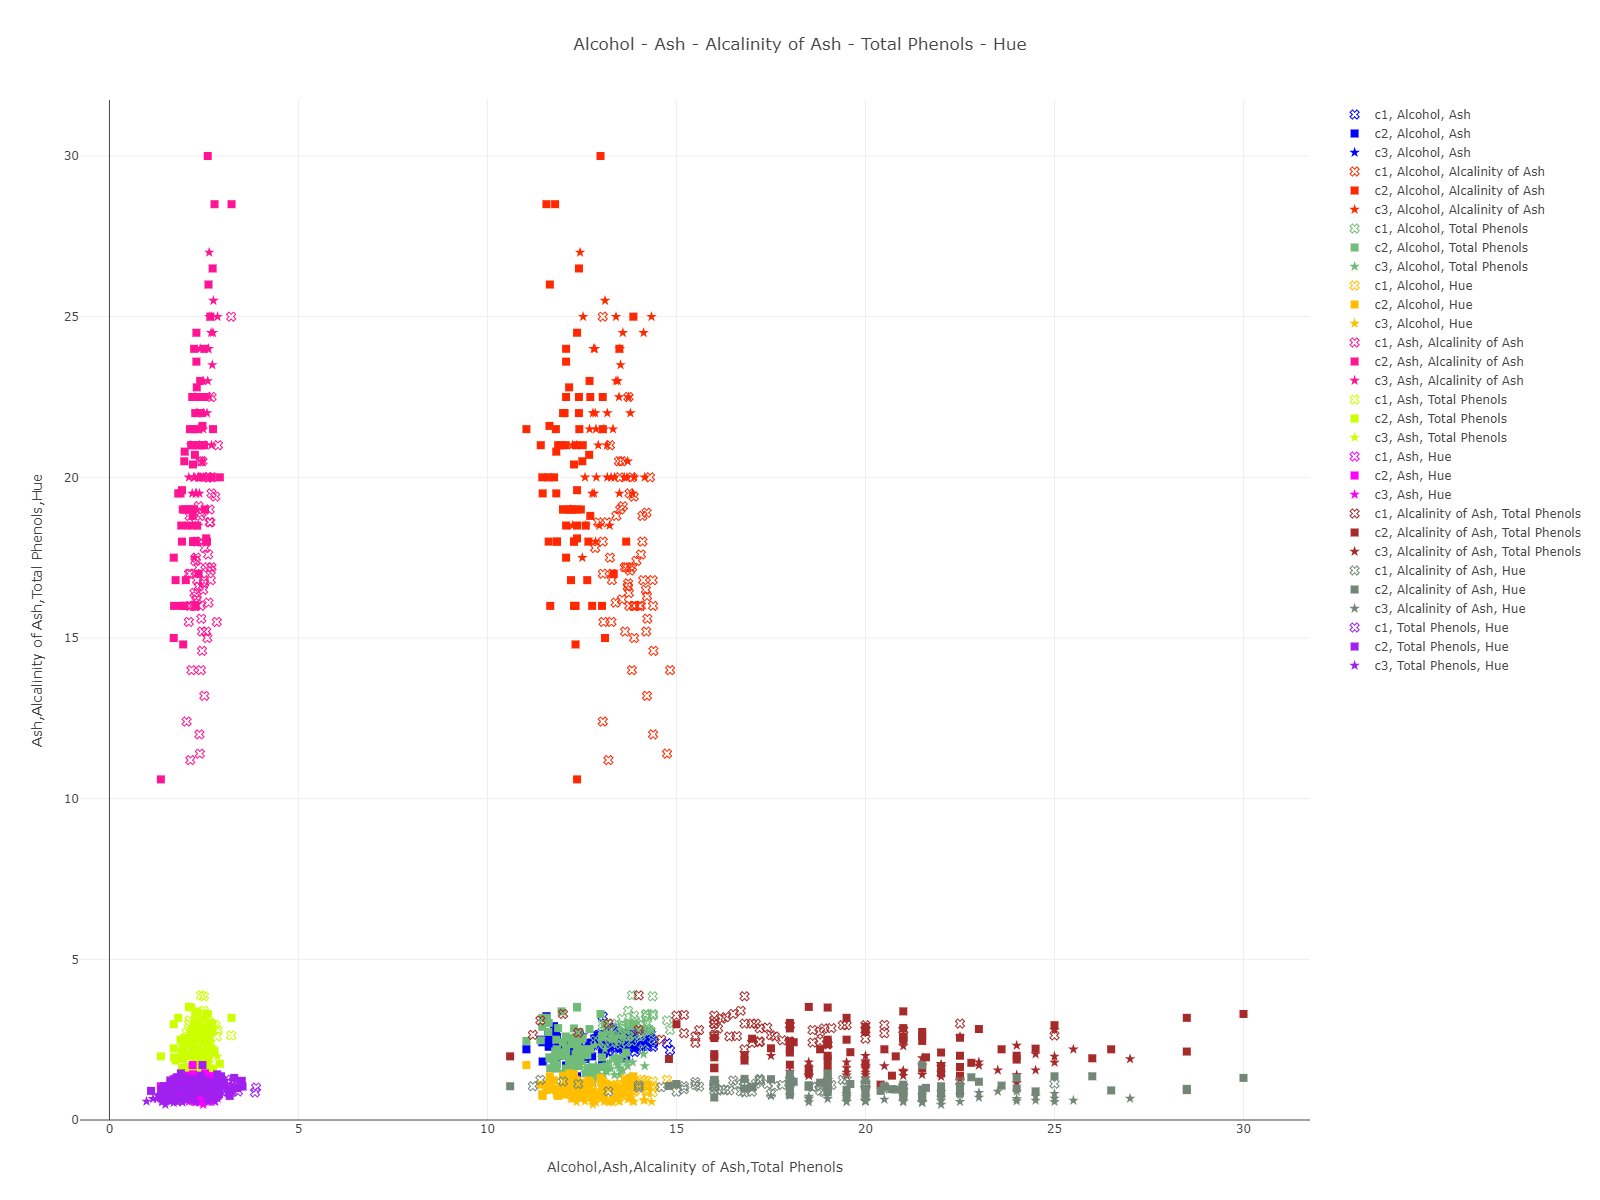 Alcohol - Ash - Alcalinity of Ash - Total Phenols - Hue
c1, Alcohol, Ash
c2, Alcohol, Ash
c3, Alcohol, Ash
c1, Alcohol, Alcalinity of Ash
c2, Alcohol, Alcalinity of Ash
c3, Alcohol, Alcalinity of Ash
c1, Alcohol, Total Phenols
c2, Alcohol, Total Phenols
c3, Alcohol, Total Phenols
c1, Alcohol, Hue
c2, Alcohol, Hue
c3, Alcohol, Hue
c1, Ash, Alcalinity of Ash
c2, Ash, Alcalinity of Ash
c3, Ash, Alcalinity of Ash
c1, Ash, Total Phenols
c2, Ash, Total Phenols
c3, Ash, Total Phenols
c1, Ash, Hue
c2, Ash, Hue
c3, Ash, Hue
c1, Alcalinity of Ash, Total Phenols
c2, Alcalinity of Ash, Total Phenols
c3, Alcalinity of Ash, Total Phenols
c1, Alcalinity of Ash, Hue
c2, Alcalinity of Ash, Hue
c3, Alcalinity of Ash, Hue
c1, Total Phenols, Hue
c2, Total Phenols, Hue
c3, Total Phenols, Hue
30
25
20
15
10
5
0
Ash,Alcalinity of Ash,Total Phenols,Hue
0 5 10 15 20 25 30
Alcohol,Ash,Alcalinity of Ash,Total Phenols